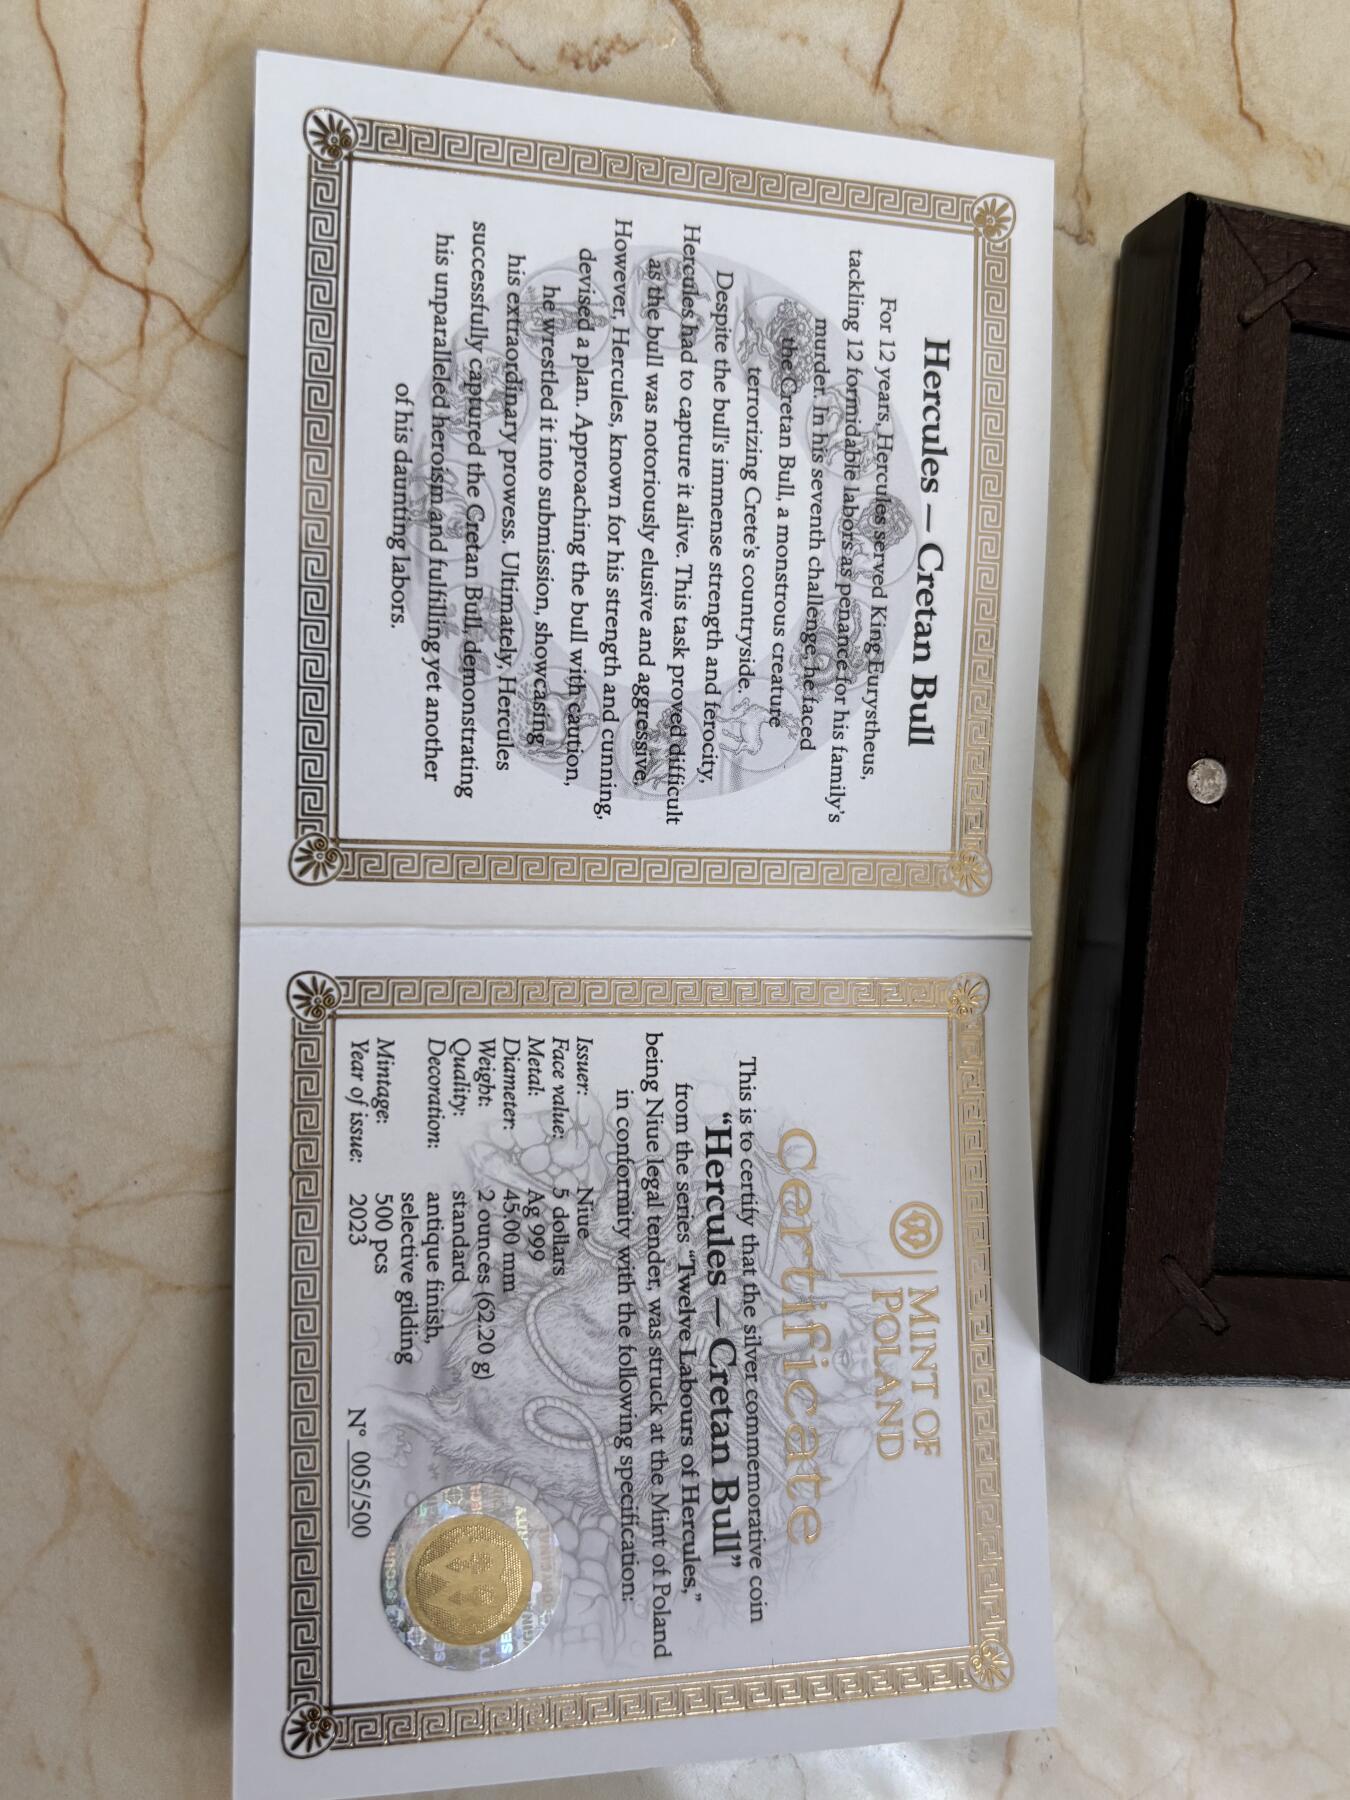 Hercules – Cretan Bull
For 12 years, Hercules served King Eurystheus,
tackling 12 formidable labors as penance for his family's
murder. In his seventh challenge, he faced
the Cretan Bull, a monstrous creature
terrorizing Crete's countryside.
Despite the bull's immense strength and ferocity,
Hercules had to capture it alive. This task proved difficult
as the bull was notoriously elusive and aggressive.
However, Hercules, known for his strength and cunning,
devised a plan. Approaching the bull with caution,
he wrestled it into submission, showcasing
his extraordinary prowess. Ultimately, Hercules
successfully captured the Cretan Bull, demonstrating
his unparalleled heroism and fulfilling yet another
of his daunting labors.
MINT OF
POLAND
Certificate
This is to certify that the silver commemorative coin
“Hercules – Cretan Bull”
from the series “Twelve Labours of Hercules,”
being Niue legal tender, was struck at the Mint of Poland
in conformity with the following specification:
Issuer: Niue
Face value: 5 dollars
Metal: Ag 999
Diameter: 45.00 mm
Weight: 2 ounces (62.20 g)
Quality: standard
Decoration: antique finish,
selective gilding
Mintage: 500 pcs
Year of issue: 2023
N° 005/500